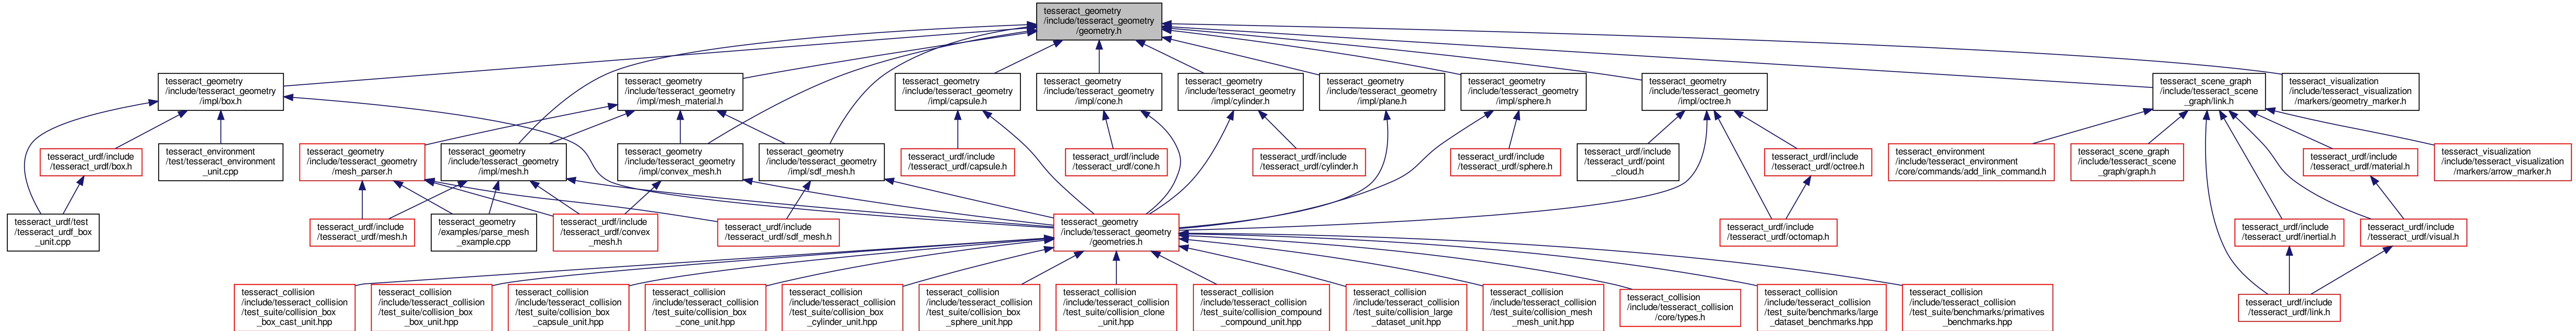 tesseract_geometry
/include/tesseract_geometry
/geometry.h
tesseract_geometry
/include/tesseract_geometry
/impl/box.h
tesseract_geometry
/include/tesseract_geometry
/impl/mesh_material.h
tesseract_geometry
/include/tesseract_geometry
/impl/capsule.h
tesseract_geometry
/include/tesseract_geometry
/impl/cone.h
tesseract_geometry
/include/tesseract_geometry
/impl/cylinder.h
tesseract_geometry
/include/tesseract_geometry
/impl/plane.h
tesseract_geometry
/include/tesseract_geometry
/impl/sphere.h
tesseract_geometry
/include/tesseract_geometry
/impl/octree.h
tesseract_scene_graph
/include/tesseract_scene
_graph/link.h
tesseract_visualization
/include/tesseract_visualization
/markers/geometry_marker.h
tesseract_urdf/include
/tesseract_urdf/box.h
tesseract_environment
/test/tesseract_environment
_unit.cpp
tesseract_geometry
/include/tesseract_geometry
/mesh_parser.h
tesseract_geometry
/include/tesseract_geometry
/impl/mesh.h
tesseract_geometry
/include/tesseract_geometry
/impl/convex_mesh.h
tesseract_geometry
/include/tesseract_geometry
/impl/sdf_mesh.h
tesseract_urdf/include
/tesseract_urdf/capsule.h
tesseract_urdf/include
/tesseract_urdf/cone.h
tesseract_urdf/include
/tesseract_urdf/cylinder.h
tesseract_urdf/include
/tesseract_urdf/sphere.h
tesseract_urdf/include
/tesseract_urdf/point
_cloud.h
tesseract_urdf/include
/tesseract_urdf/octree.h
tesseract_environment
/include/tesseract_environment
/core/commands/add_link_command.h
tesseract_scene_graph
/include/tesseract_scene
_graph/graph.h
tesseract_urdf/include
/tesseract_urdf/material.h
tesseract_visualization
/include/tesseract_visualization
/markers/arrow_marker.h
tesseract_urdf/test
/tesseract_urdf_box
_unit.cpp
tesseract_urdf/include
/tesseract_urdf/mesh.h
tesseract_geometry
/examples/parse_mesh
_example.cpp
tesseract_urdf/include
/tesseract_urdf/convex
_mesh.h
tesseract_urdf/include
/tesseract_urdf/sdf_mesh.h
tesseract_geometry
/include/tesseract_geometry
/geometries.h
tesseract_urdf/include
/tesseract_urdf/octomap.h
tesseract_urdf/include
/tesseract_urdf/inertial.h
tesseract_urdf/include
/tesseract_urdf/visual.h
tesseract_collision
/include/tesseract_collision
/test_suite/collision_box
_box_cast_unit.hpp
tesseract_collision
/include/tesseract_collision
/test_suite/collision_box
_box_unit.hpp
tesseract_collision
/include/tesseract_collision
/test_suite/collision_box
_capsule_unit.hpp
tesseract_collision
/include/tesseract_collision
/test_suite/collision_box
_cone_unit.hpp
tesseract_collision
/include/tesseract_collision
/test_suite/collision_box
_cylinder_unit.hpp
tesseract_collision
/include/tesseract_collision
/test_suite/collision_box
_sphere_unit.hpp
tesseract_collision
/include/tesseract_collision
/test_suite/collision_clone
_unit.hpp
tesseract_collision
/include/tesseract_collision
/test_suite/collision_compound
_compound_unit.hpp
tesseract_collision
/include/tesseract_collision
/test_suite/collision_large
_dataset_unit.hpp
tesseract_collision
/include/tesseract_collision
/test_suite/collision_mesh
_mesh_unit.hpp
tesseract_collision
/include/tesseract_collision
/core/types.h
tesseract_collision
/include/tesseract_collision
/test_suite/benchmarks/large
_dataset_benchmarks.hpp
tesseract_collision
/include/tesseract_collision
/test_suite/benchmarks/primatives
_benchmarks.hpp
tesseract_urdf/include
/tesseract_urdf/link.h